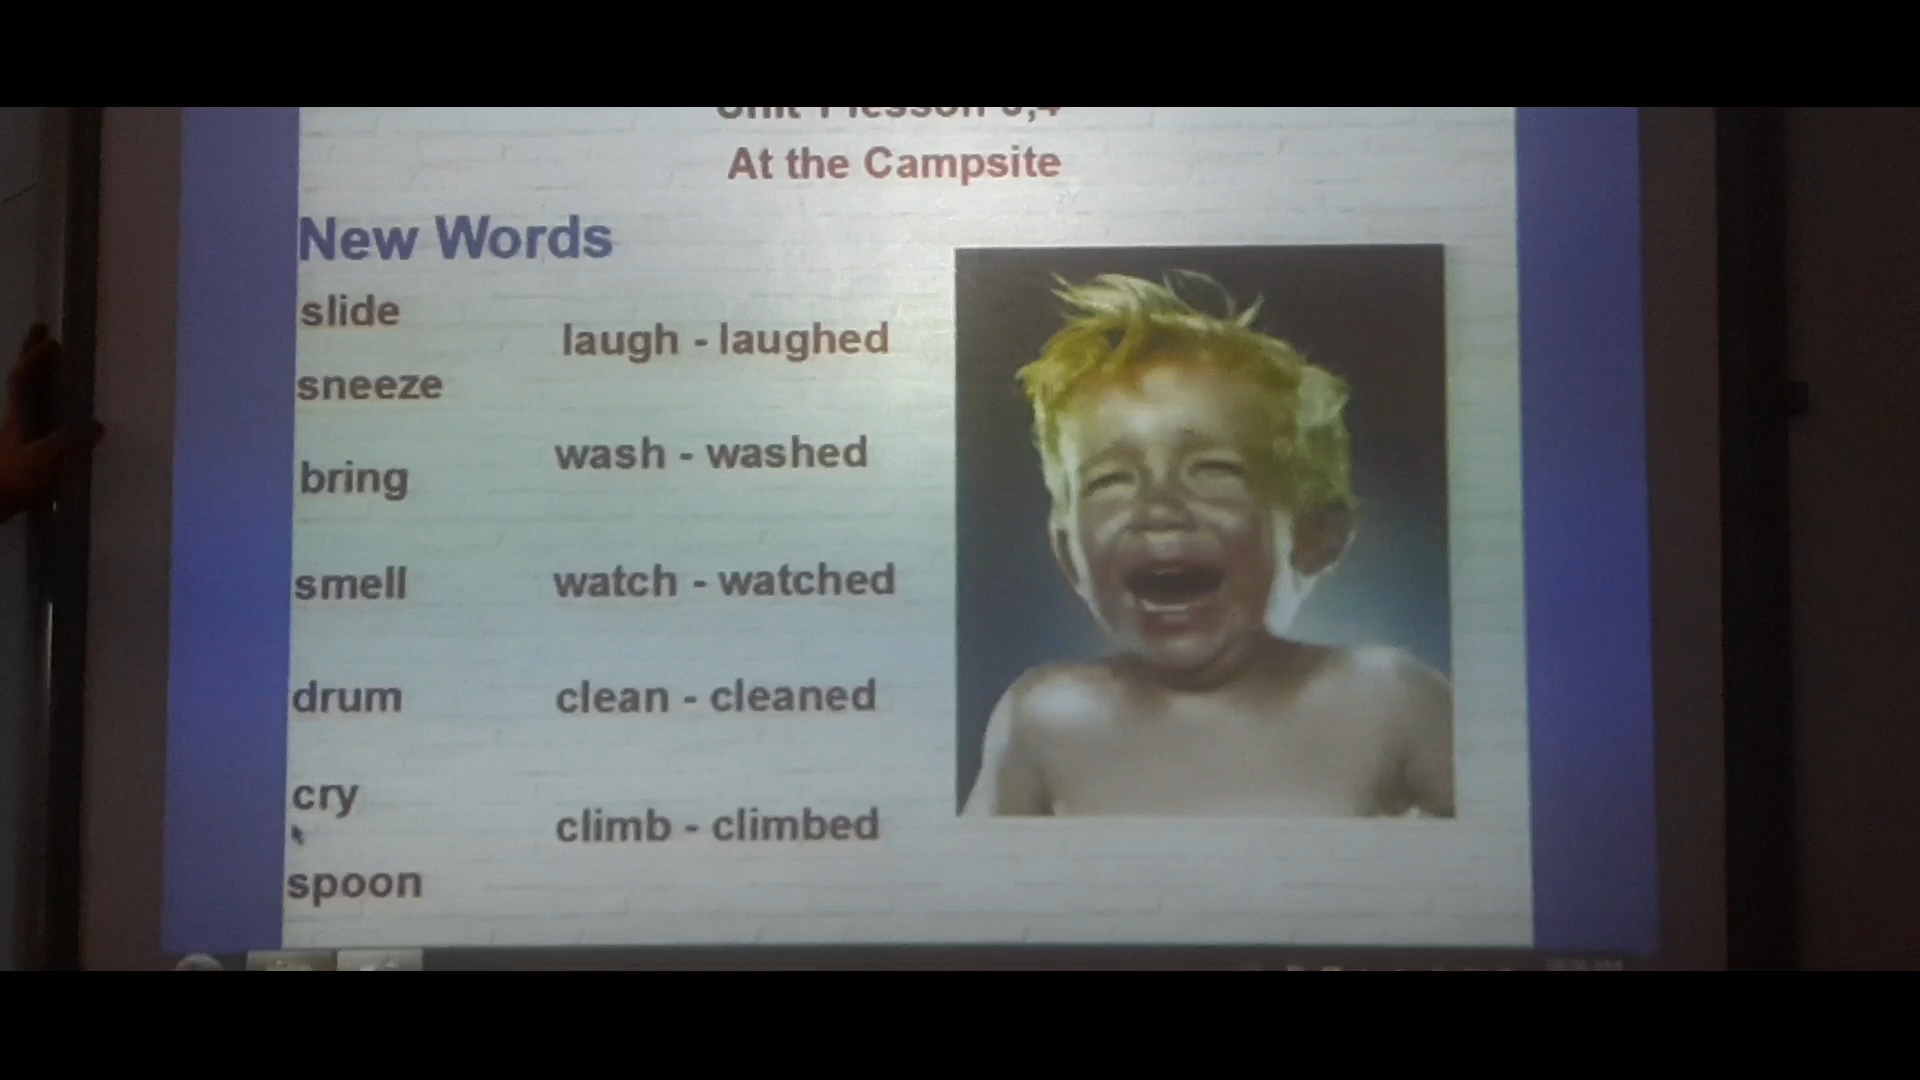 lesson
At the Campsite
New Words
slide
sneeze
bring
smell
drum
cry
spoon
laugh - laughed
wash - washed
watch - watched
clean - cleaned
climb - climbed